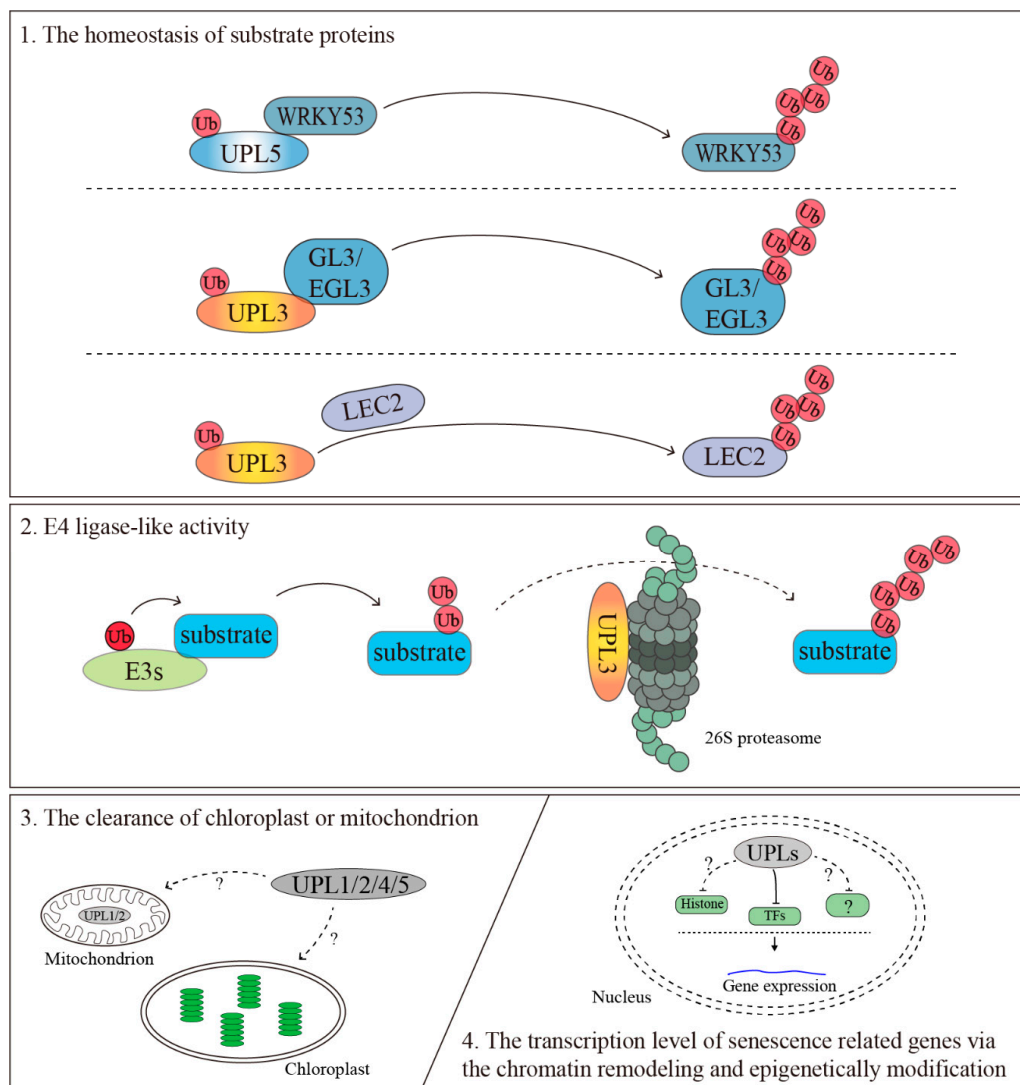 1. The homeostasis of substrate proteins
Ub
UPL5
WRKY53
WRKY53
Ub
Ub
Ub
Ub
Ub
UPL3
GL3/
EGL3
GL3/
EGL3
Ub
Ub
Ub
Ub
Ub
UPL3
LEC2
LEC2
Ub
Ub
Ub
Ub
2. E4 ligase-like activity
Ub
E3s
substrate
substrate
Ub
Ub
UPL3
26S proteasome
substrate
Ub
Ub
Ub
Ub
3. The clearance of chloroplast or mitochondrion
UPL1/2/4/5
?
?
UPL1/2
Mitochondrion
Chloroplast
UPLs
?
?
Histone
TFs
?
Gene expression
Nucleus
4. The transcription level of senescence related genes via
the chromatin remodeling and epigenetically modification